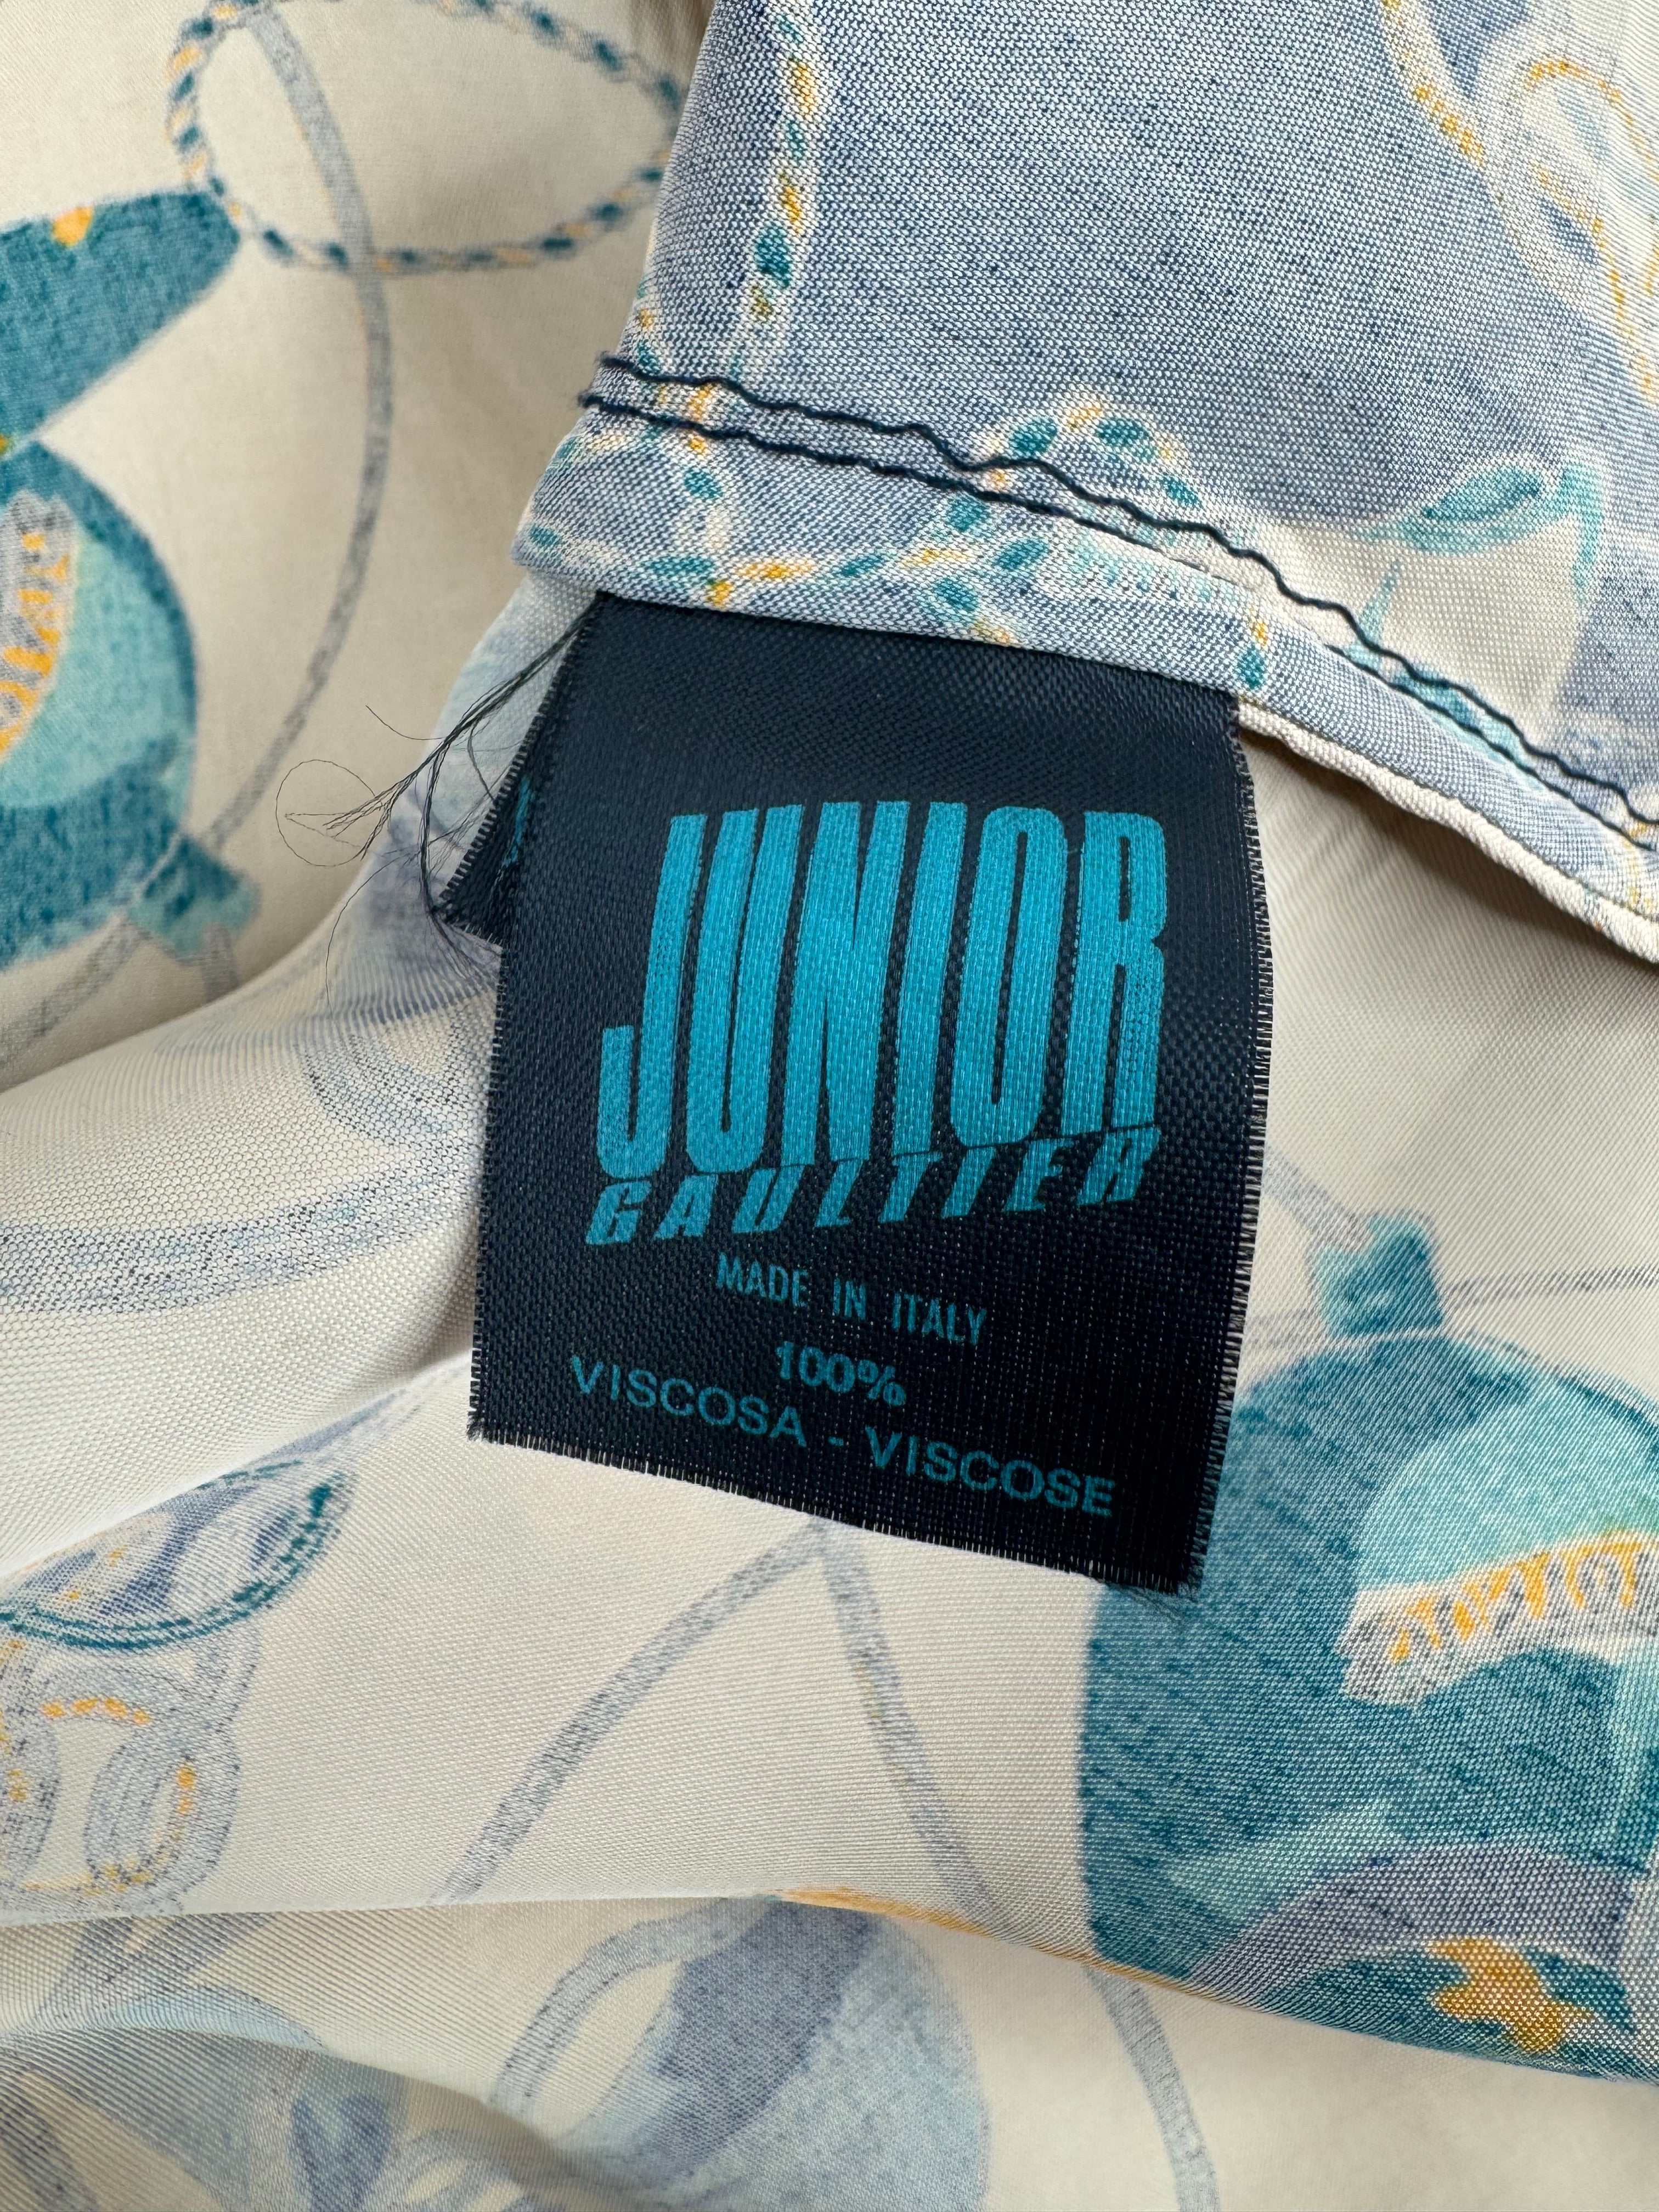 JUNIOR
GAULTIER
MADE IN ITALY
100%
VISCOSA - VISCOSE